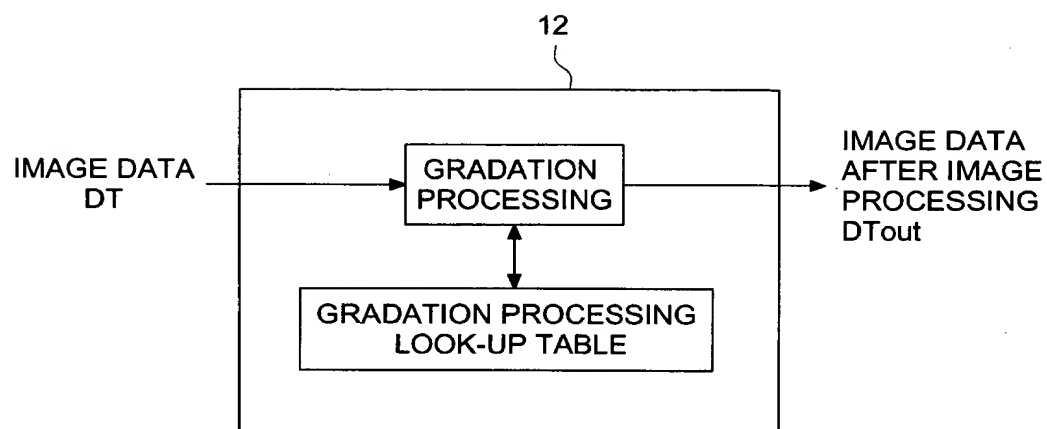 12
IMAGE DATA
DT
GRADATION
PROCESSING
IMAGE DATA
AFTER IMAGE
PROCESSING
DTout
GRADATION PROCESSING
LOOK-UP TABLE